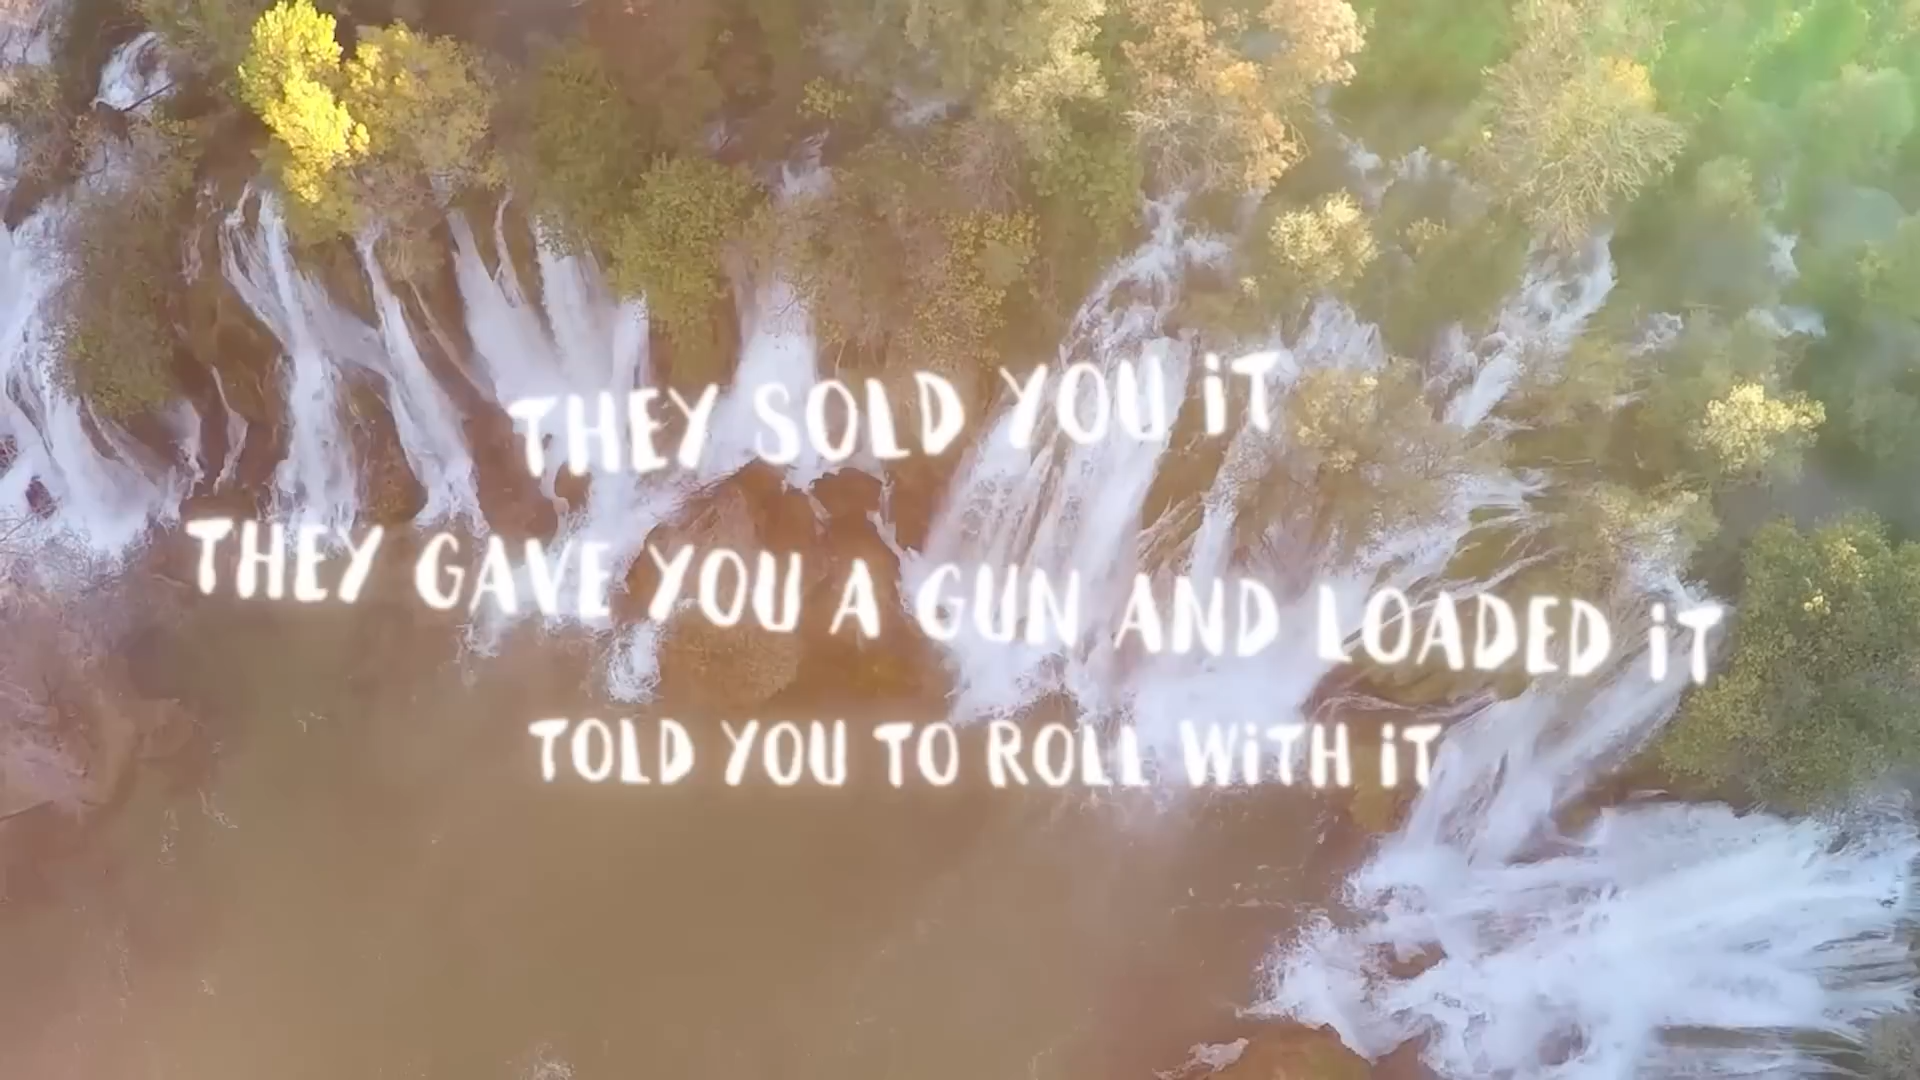 THEY SOLD YOU iT
THEY GAVE YOU A GUN AND LOADED iT
TOLD YOU TO ROLL WiTH iT